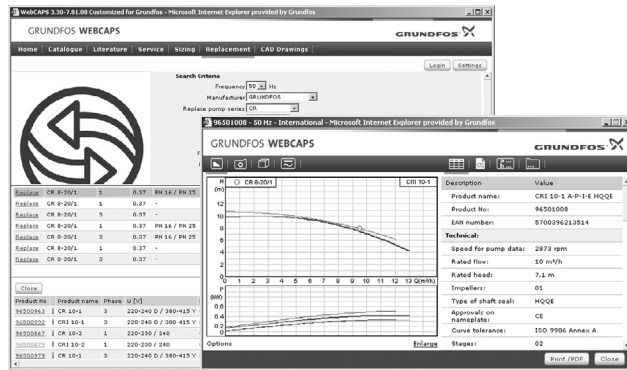 WebCAPS 3.30-7.81.08 Customized for Grundfos - Microsoft Internet Explorer provided by Grundfos
GRUNDFOS WEBCAPS
GRUNDFOS
Home Catalogue Literature Service Sizing Replacement CAD Drawings
Login Settings
Search Criteria
Frequency 50 Hz
Manufacturer GRUNDFOS
Replace pump series CR
Replace CR 8-20/1 1 0.37 PN 16 / PN 25
Replace CR 8-20/1 1 0.37 -
Replace CR 8-20/1 3 0.37 -
Replace CR 8-20/1 1 0.37 PN 16 / PN 25
Replace CR 8-20/1 3 0.37 PN 16 / PN 25
Replace CR 8-20/1 1 0.37 -
Replace CR 8-20/1 3 0.37 -
Close
Product No Product name Phase U [V]
96500963 CR 10-1 3 220-240 D / 380-415 Y
96500992 CRI 10-1 3 220-240 D / 380-415 Y
96500867 CR 10-2 1 220-230 / 240
CRI 10-2 1 220-230 / 240
96500979 CR 10-1 3 220-240 D / 380-415 Y
96501008 - 50 Hz - International - Microsoft Internet Explorer provided by Grundfos
GRUNDFOS WEBCAPS
GRUNDFOS
H
(m)
CR 8-20/1
CRI 10-1
12
10
8
6
4
2
0
0 1 2 3 4 5 6 7 8 9 10 11 12 13 Q(m³/h)
P
(kW)
0.6
0.4
0.2
0.0
Options
Enlarge
Description Value
Product name: CRI 10-1 A-P-I-E HQQE
Product No: 96501008
EAN number: 5700396213514
Technical:
Speed for pump data: 2873 rpm
Rated flow: 10 m³/h
Rated head: 7.1 m
Impellers: 01
Type of shaft seal: HQQE
Approvals on
nameplate: CE
Curve tolerance: ISO 9906 Annex A
Stages: 02
Print /PDF Close